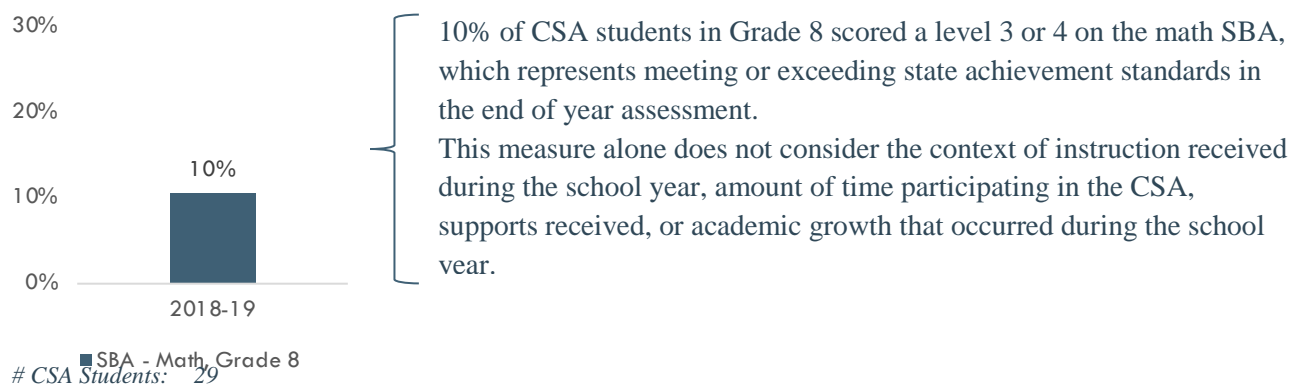 30%
20%
10%
0%
10%
2018-19
SBA - Math, Grade 8
# CSA Students: 29
10% of CSA students in Grade 8 scored a level 3 or 4 on the math SBA,
which represents meeting or exceeding state achievement standards in
the end of year assessment.
This measure alone does not consider the context of instruction received
during the school year, amount of time participating in the CSA,
supports received, or academic growth that occurred during the school
year.